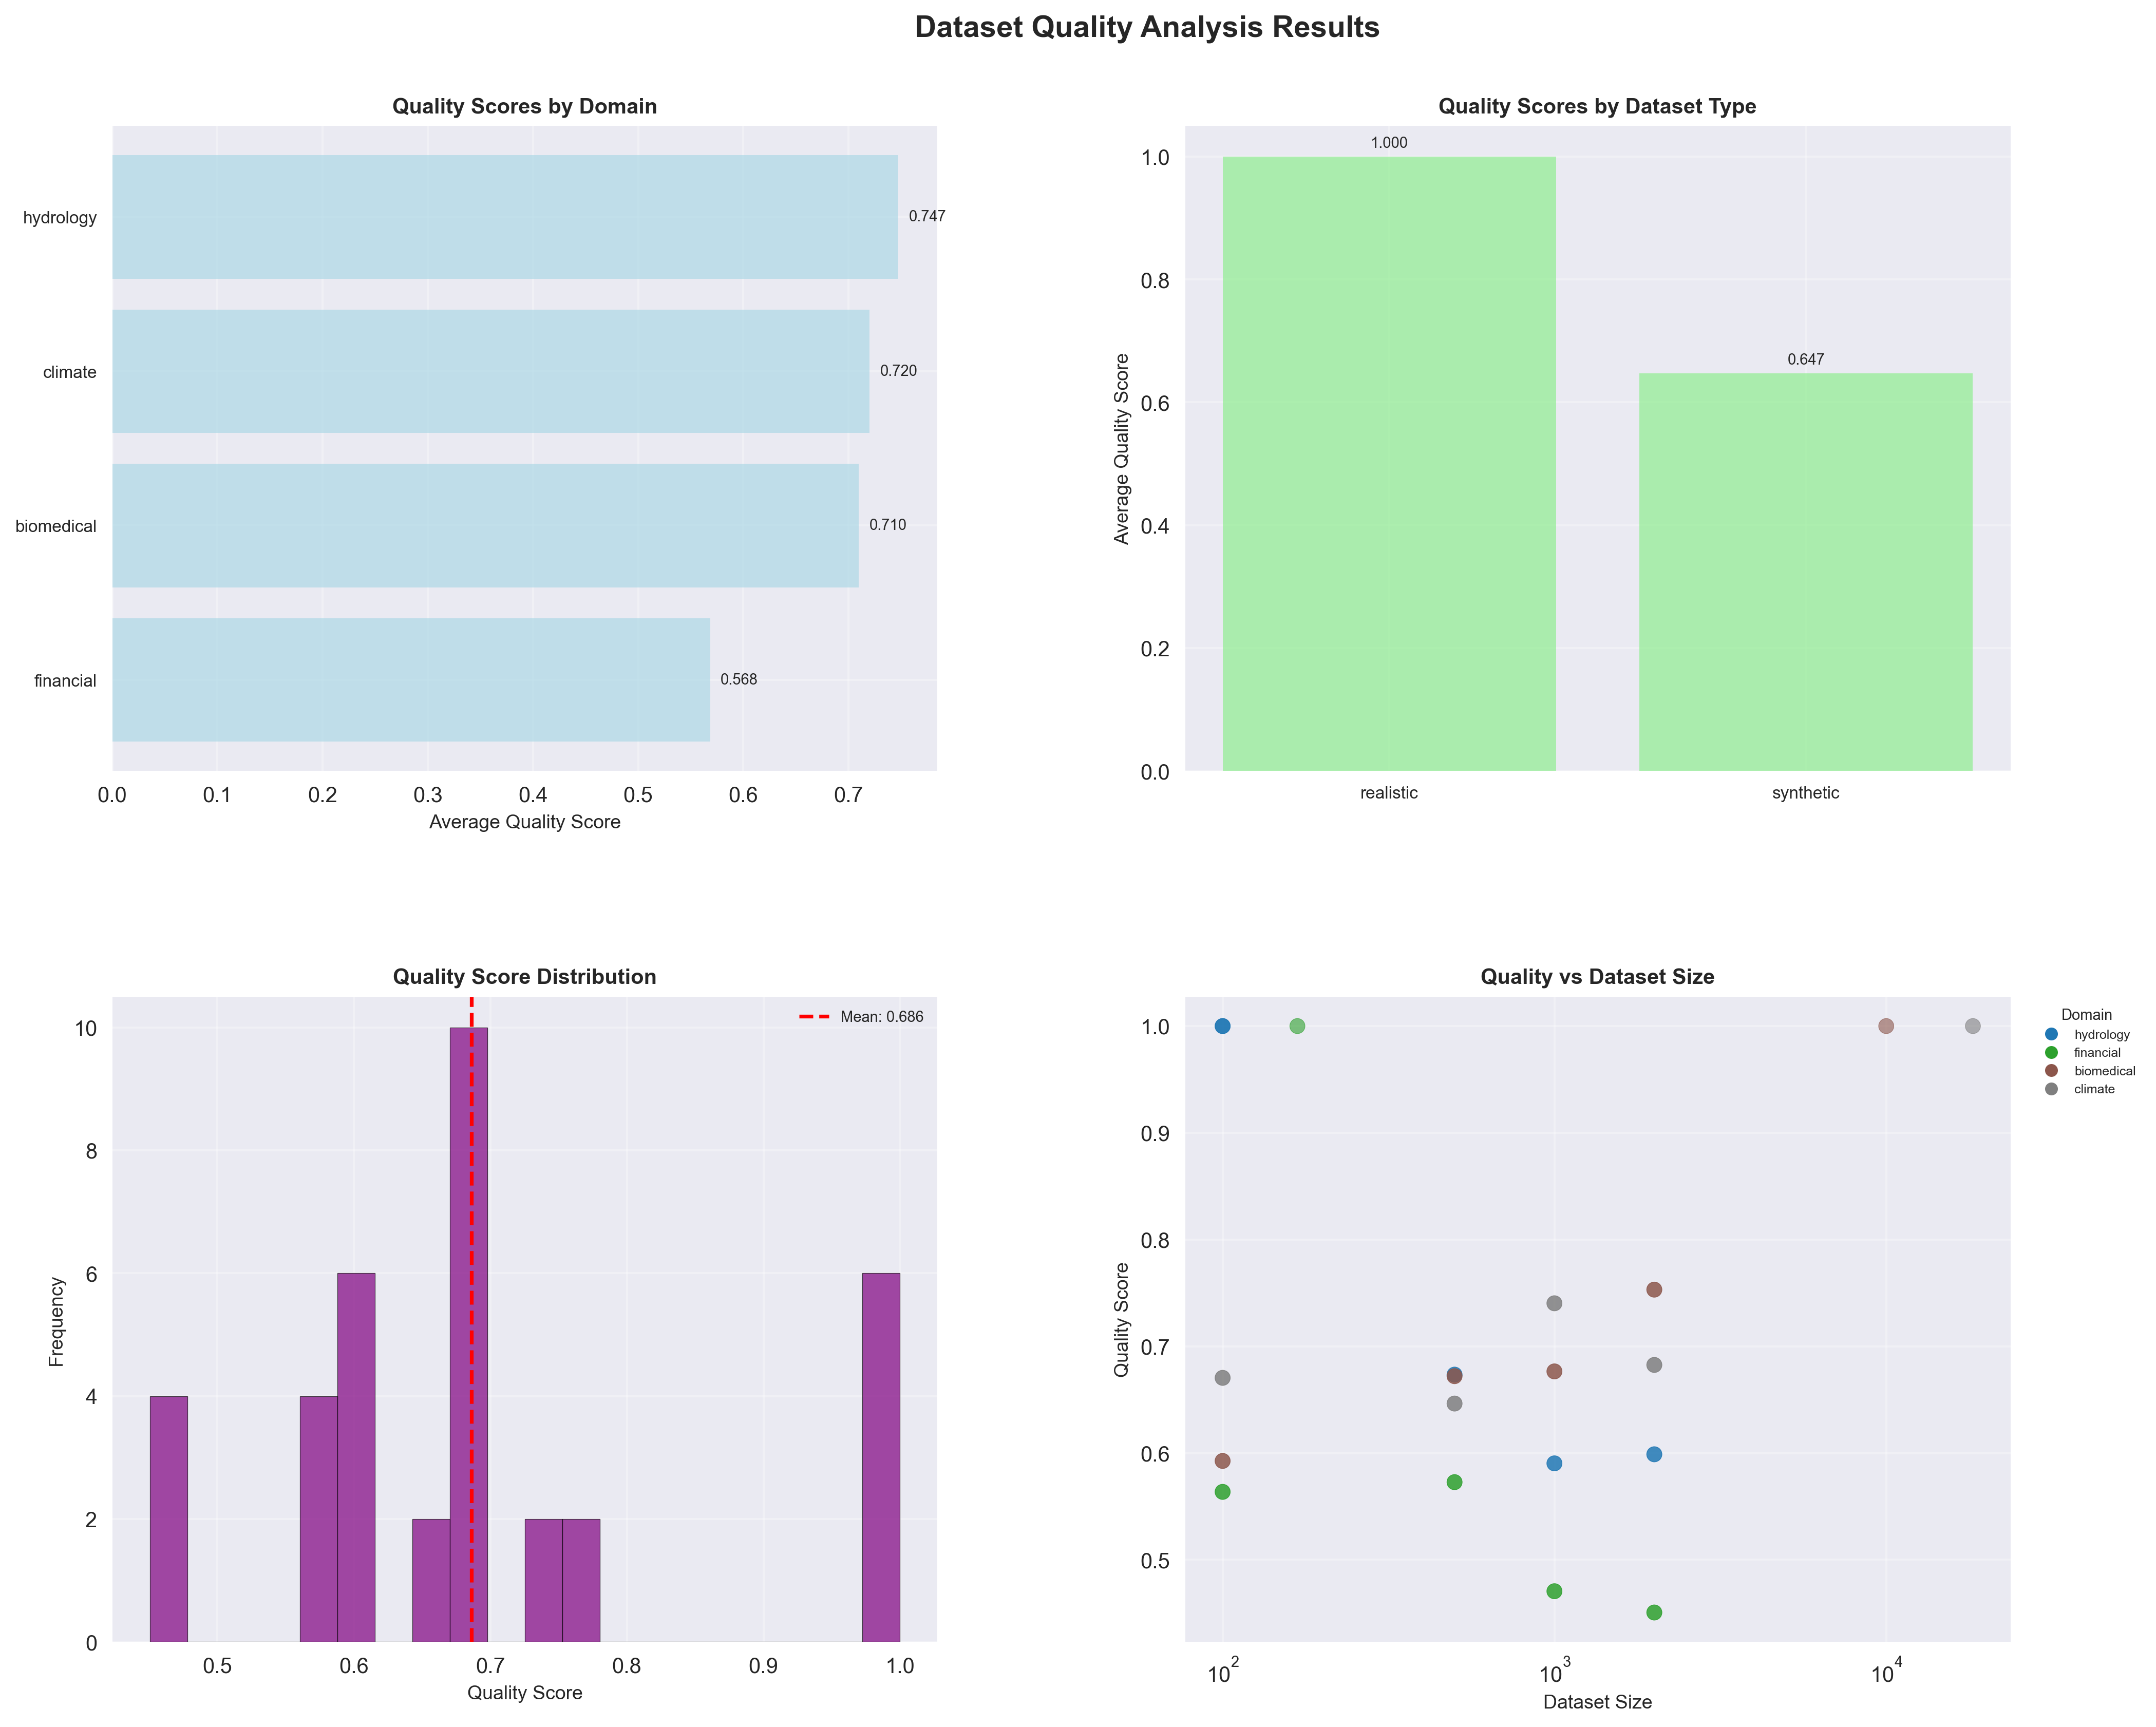 Dataset Quality Analysis Results
Quality Scores by Domain
hydrology
climate
biomedical
financial
0.747
0.720
0.710
0.568
0.0 0.1 0.2 0.3 0.4 0.5 0.6 0.7
Average Quality Score
Quality Scores by Dataset Type
Average Quality Score
1.0
0.8
0.6
0.4
0.2
0.0
1.000
0.647
realistic synthetic
Quality Score Distribution
Frequency
10
8
6
4
2
0
Mean: 0.686
0.5 0.6 0.7 0.8 0.9 1.0
Quality Score
Quality vs Dataset Size
Quality Score
1.0
0.9
0.8
0.7
0.6
0.5
10² 10³ 10⁴
Dataset Size
Domain
hydrology
financial
biomedical
climate